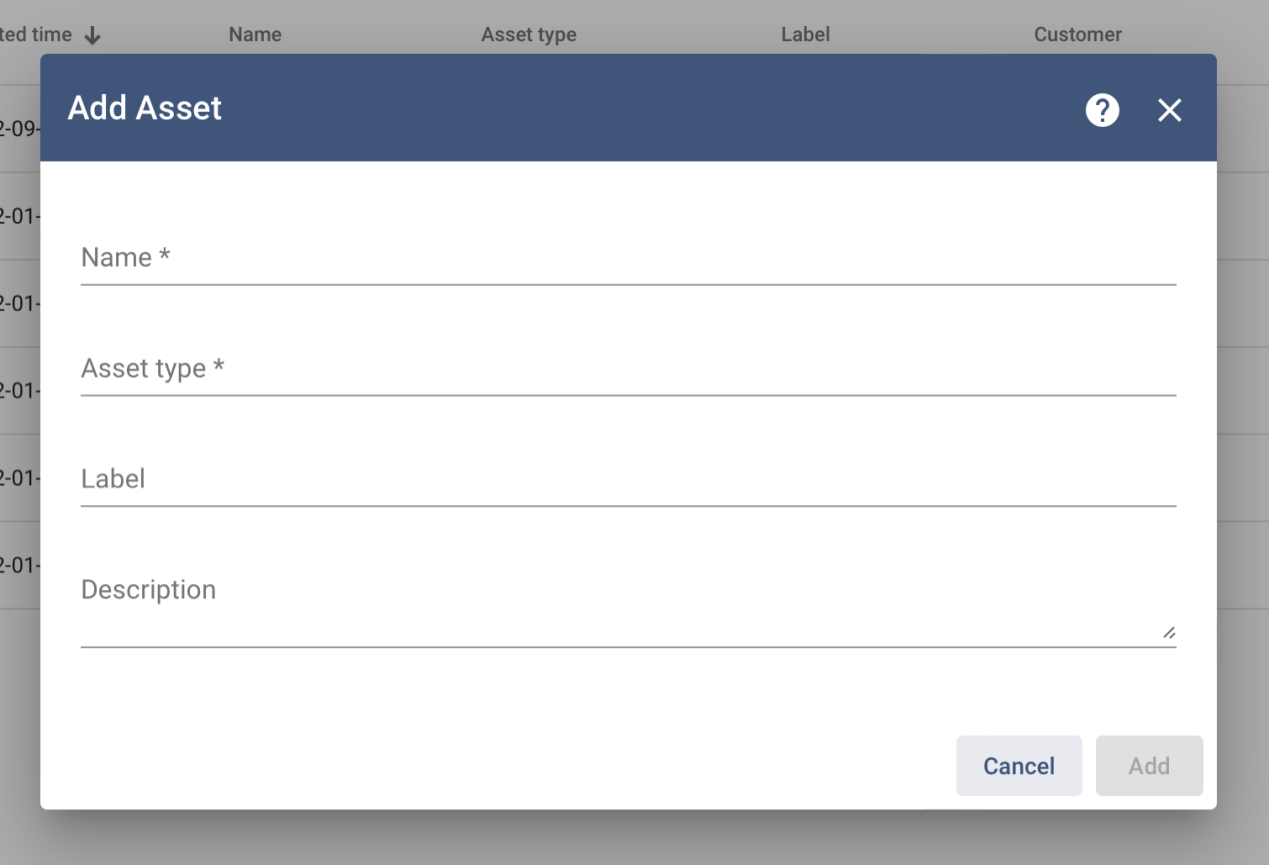 ted time Name Asset type Label Customer
Add Asset
2-09-
2-01-
Name *
2-01-
Asset type *
2-01-
2-01-
Label
2-01-
Description
Cancel Add